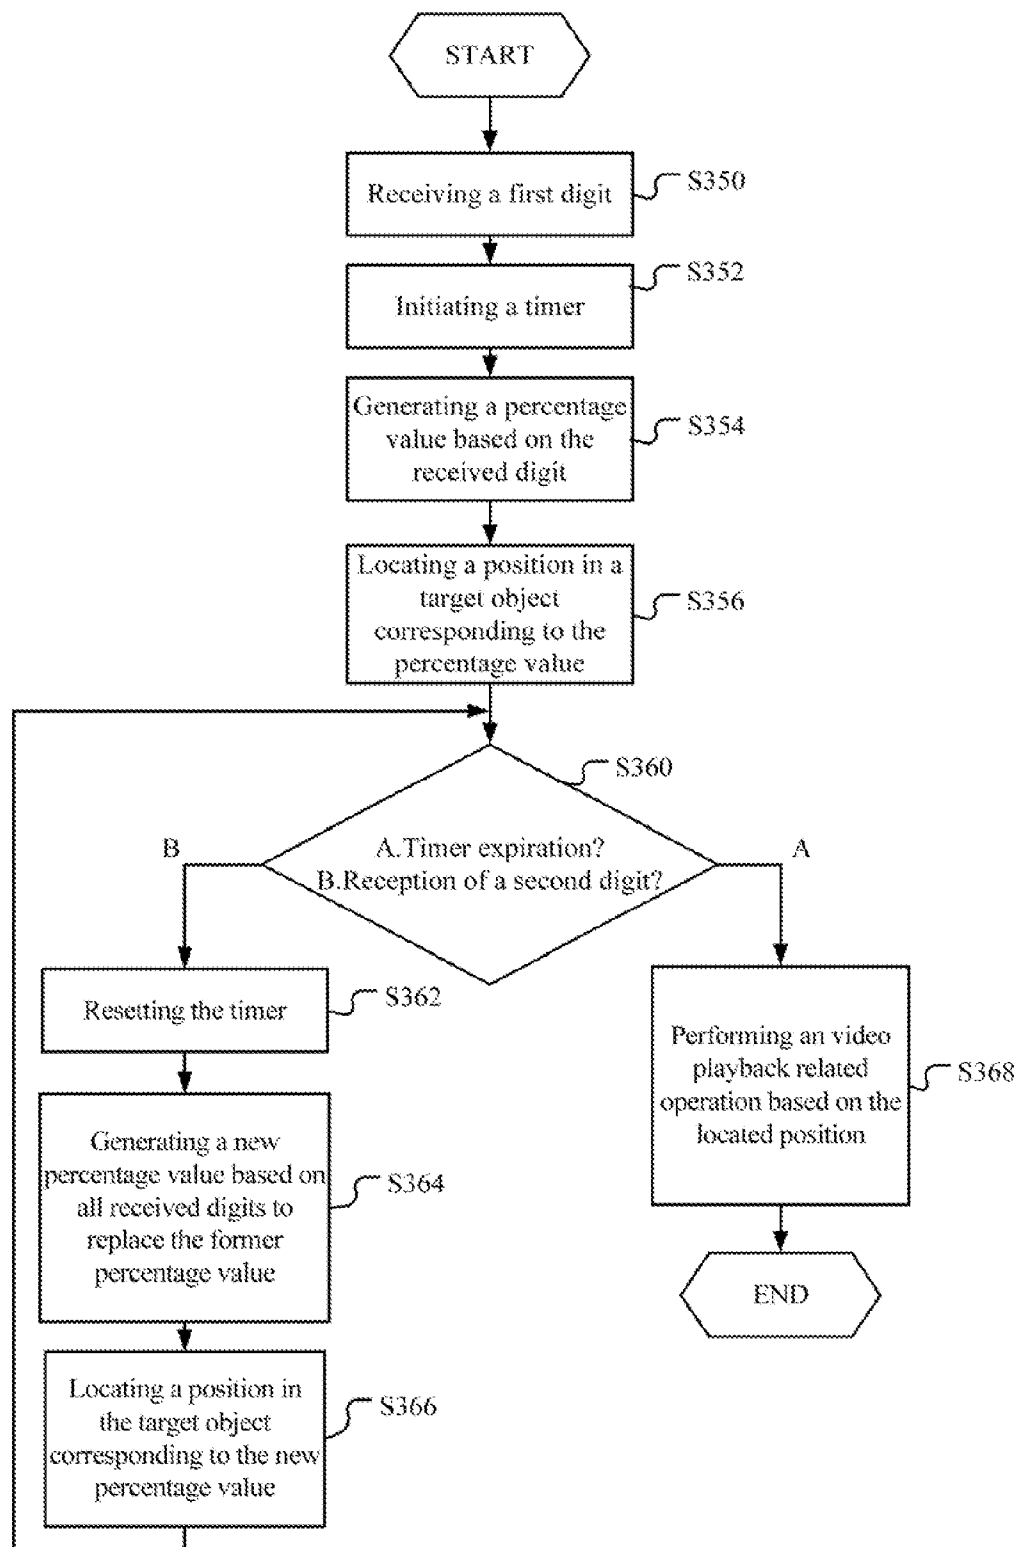 START
Receiving a first digit
S350
Initiating a timer
S352
Generating a percentage
value based on the
received digit
S354
Locating a position in a
target object
corresponding to the
percentage value
S356
S360
A.Timer expiration?
B.Reception of a second digit?
B
A
Resetting the timer
S362
Generating a new
percentage value based on
all received digits to
replace the former
percentage value
S364
Locating a position in
the target object
corresponding to the new
percentage value
S366
Performing an video
playback related
operation based on the
located position
S368
END